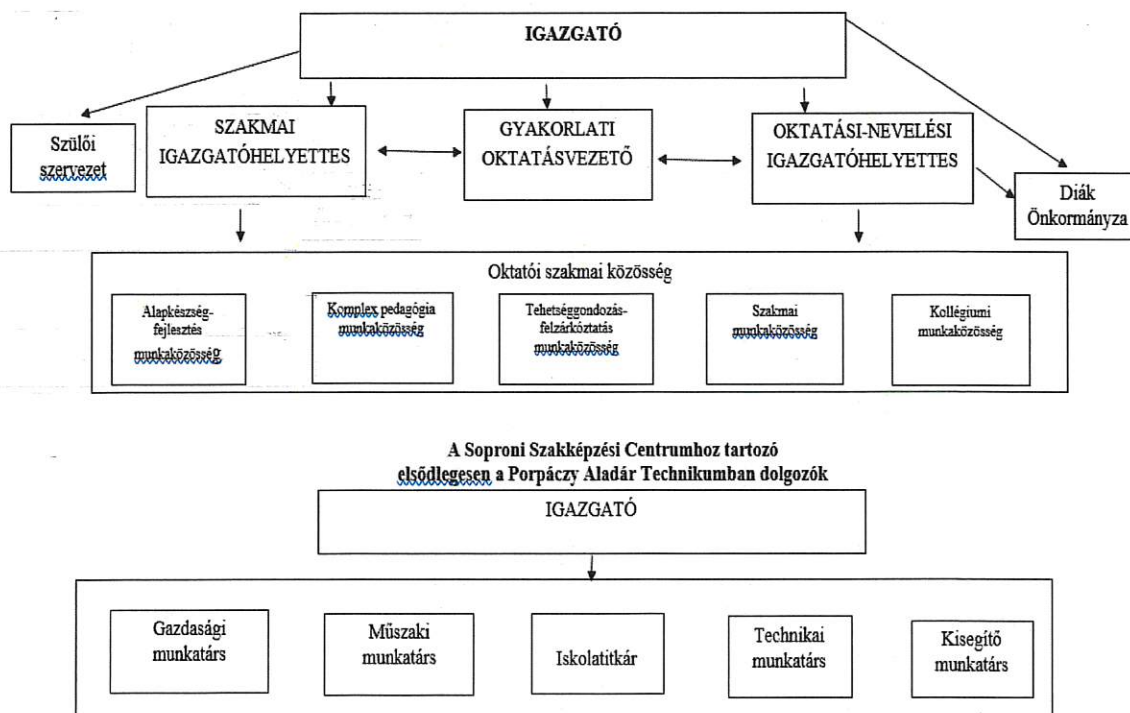 IGAZGATÓ
Szülői
szervezet
SZAKMAI
IGAZGATÓHELYETTES
GYAKORLATI
OKTATÁSVEZETŐ
OKTATÁSI-NEVELÉSI
IGAZGATÓHELYETTES
Diák
Önkormányza
Oktatói szakmai közösség
Alapkészség-
fejlesztés
munkaközösség
Komplex pedagógia
munkaközösség
Tehetséggondozás-
felzárkóztatás
munkaközösség
Szakmai
munkaközösség
Kollégiumi
munkaközösség
A Soproni Szakképzési Centrumhoz tartozó
elsődlegesen a Porpáczy Aladár Technikumban dolgozók
IGAZGATÓ
Gazdasági
munkatárs
Műszaki
munkatárs
Iskolatitkár
Technikai
munkatárs
Kisegítő
munkatárs